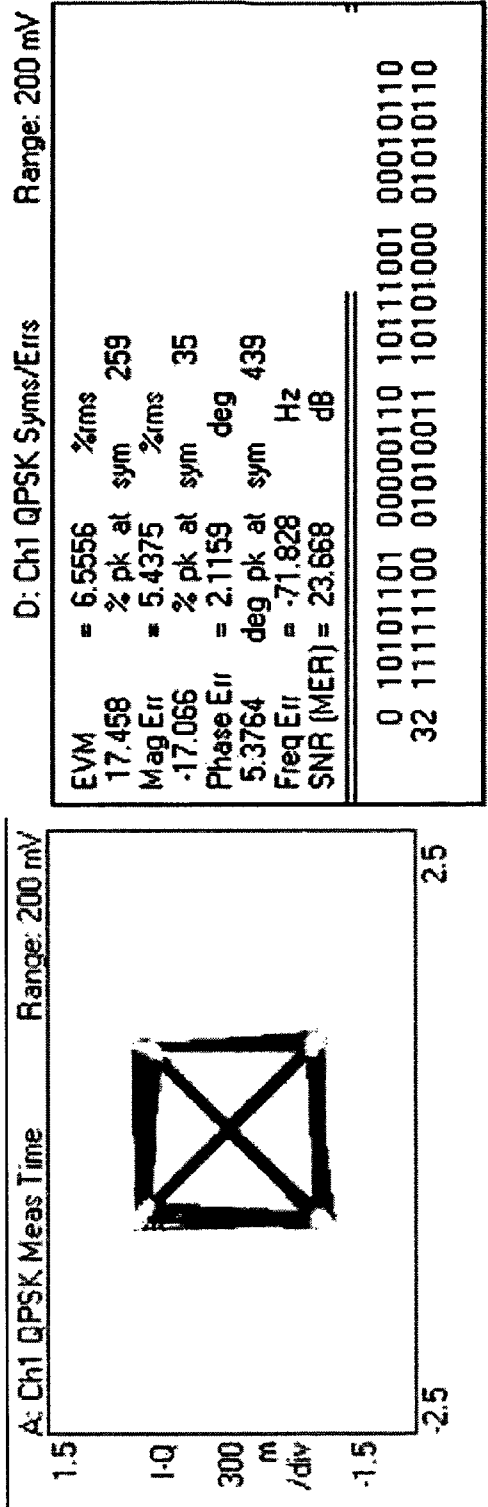 A: Ch1 QPSK Meas Time Range: 200 mV
1.5
I-Q
300
m
/div
-1.5
-2.5 2.5
D: Ch1 QPSK Syms/Errs Range: 200 mV
EVM = 6.5556 %rms
17.458 % pk at sym 259
Mag Err = 5.4375 %rms
-17.066 % pk at sym 35
Phase Err = 2.1159 deg
5.3764 deg pk at sym 439
Freq Err = -71.828 Hz
SNR (MER) = 23.668 dB
0 10101101 00000110 10111001 00010110
32 11111100 01010011 10101000 01010110